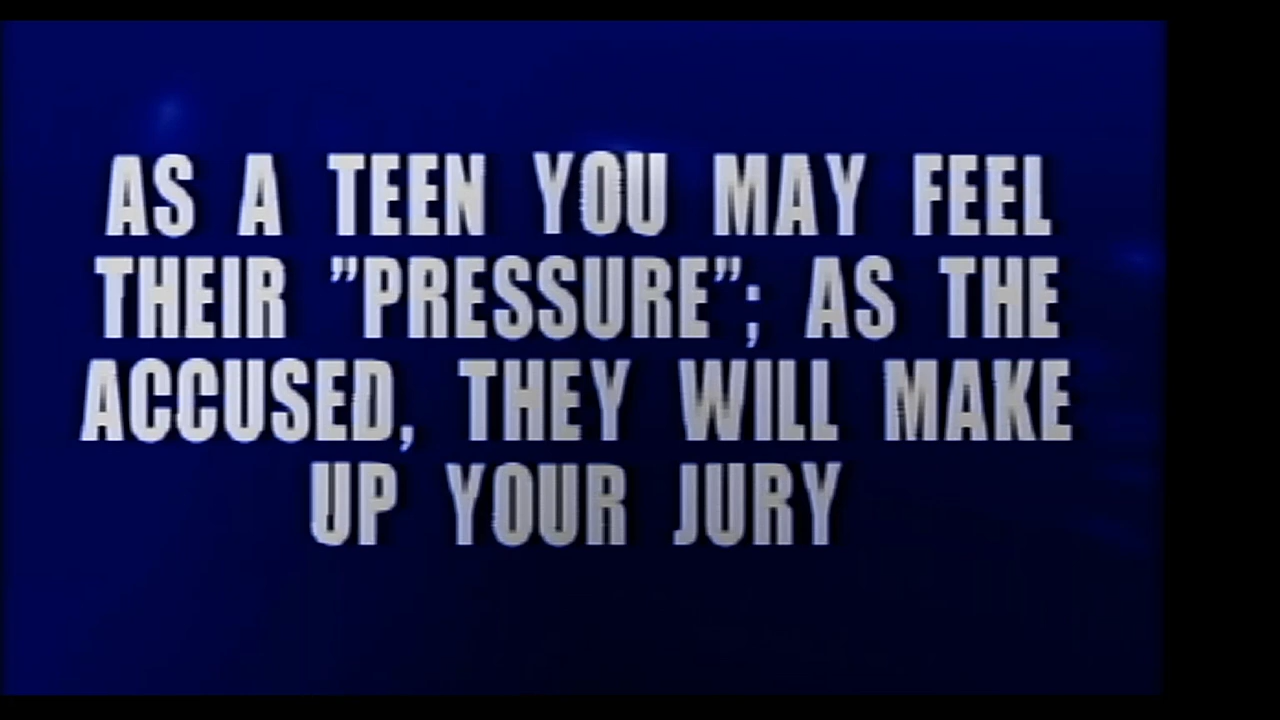 AS A TEEN YOU MAY FEEL
THEIR "PRESSURE"; AS THE
ACCUSED, THEY WILL MAKE
UP YOUR JURY